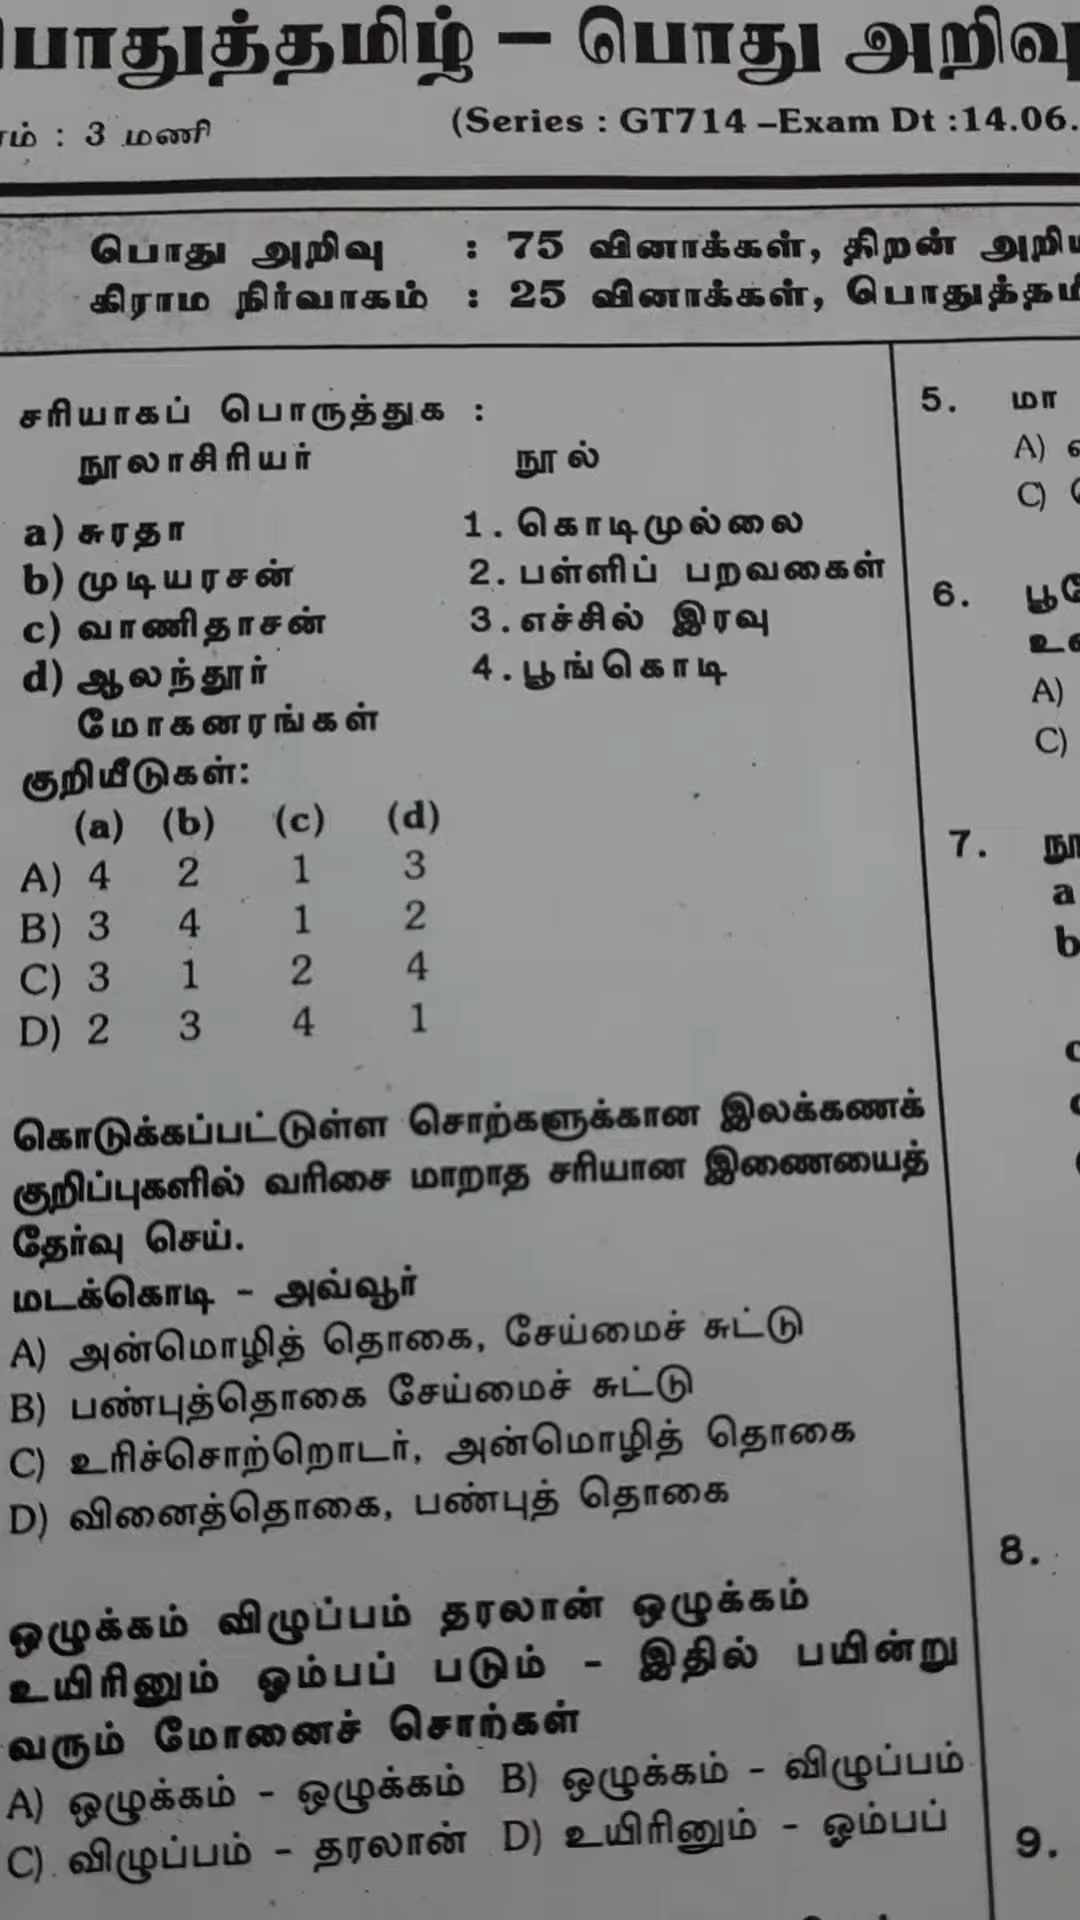 பொதுத்தமிழ் – பொது அறிவு
: 3 மணி
(Series : GT714 –Exam Dt :14.06.
பொது அறிவு : 75 வினாக்கள், திறன்
கிராம நிர்வாகம் : 25 வினாக்கள்,
சரியாகப் பொருத்துக :
நூலாசிரியர் நூல்
a) சுரதா 1. கொடிமுல்லை
b) முடியரசன் 2. பள்ளிப் பறவகைள்
c) வாணிதாசன் 3. எச்சில் இரவு
d) ஆலந்தூர் 4. பூங்கொடி
மோகனரங்கள்
குறியீடுகள்:
(a) (b) (c) (d)
A) 4 2 1 3
B) 3 4 1 2
C) 3 1 2 4
D) 2 3 4 1
கொடுக்கப்பட்டுள்ள சொற்களுக்கான இலக்கணக்
குறிப்புகளில் வரிசை மாறாத சரியான இணையைத்
தேர்வு செய்.
மடக்கொடி - அவ்வூர்
A) அன்மொழித் தொகை, சேய்மைச் சுட்டு
B) பண்புத்தொகை சேய்மைச் சுட்டு
C) உரிச்சொற்றொடர், அன்மொழித் தொகை
D) வினைத்தொகை, பண்புத் தொகை
ஒழுக்கம் விழுப்பம் தரலான் ஒழுக்கம்
உயிரினும் ஓம்பப் படும் - இதில் பயின்று
வரும் மோனைச் சொற்கள்
A) ஒழுக்கம் - ஒழுக்கம் B) ஒழுக்கம் - விழுப்பம்
C) விழுப்பம் - தரலான் D) உயிரினும் - ஓம்பப்
5. மா
A)
C)
6.
A)
C)
7.
a
b
8.
9.